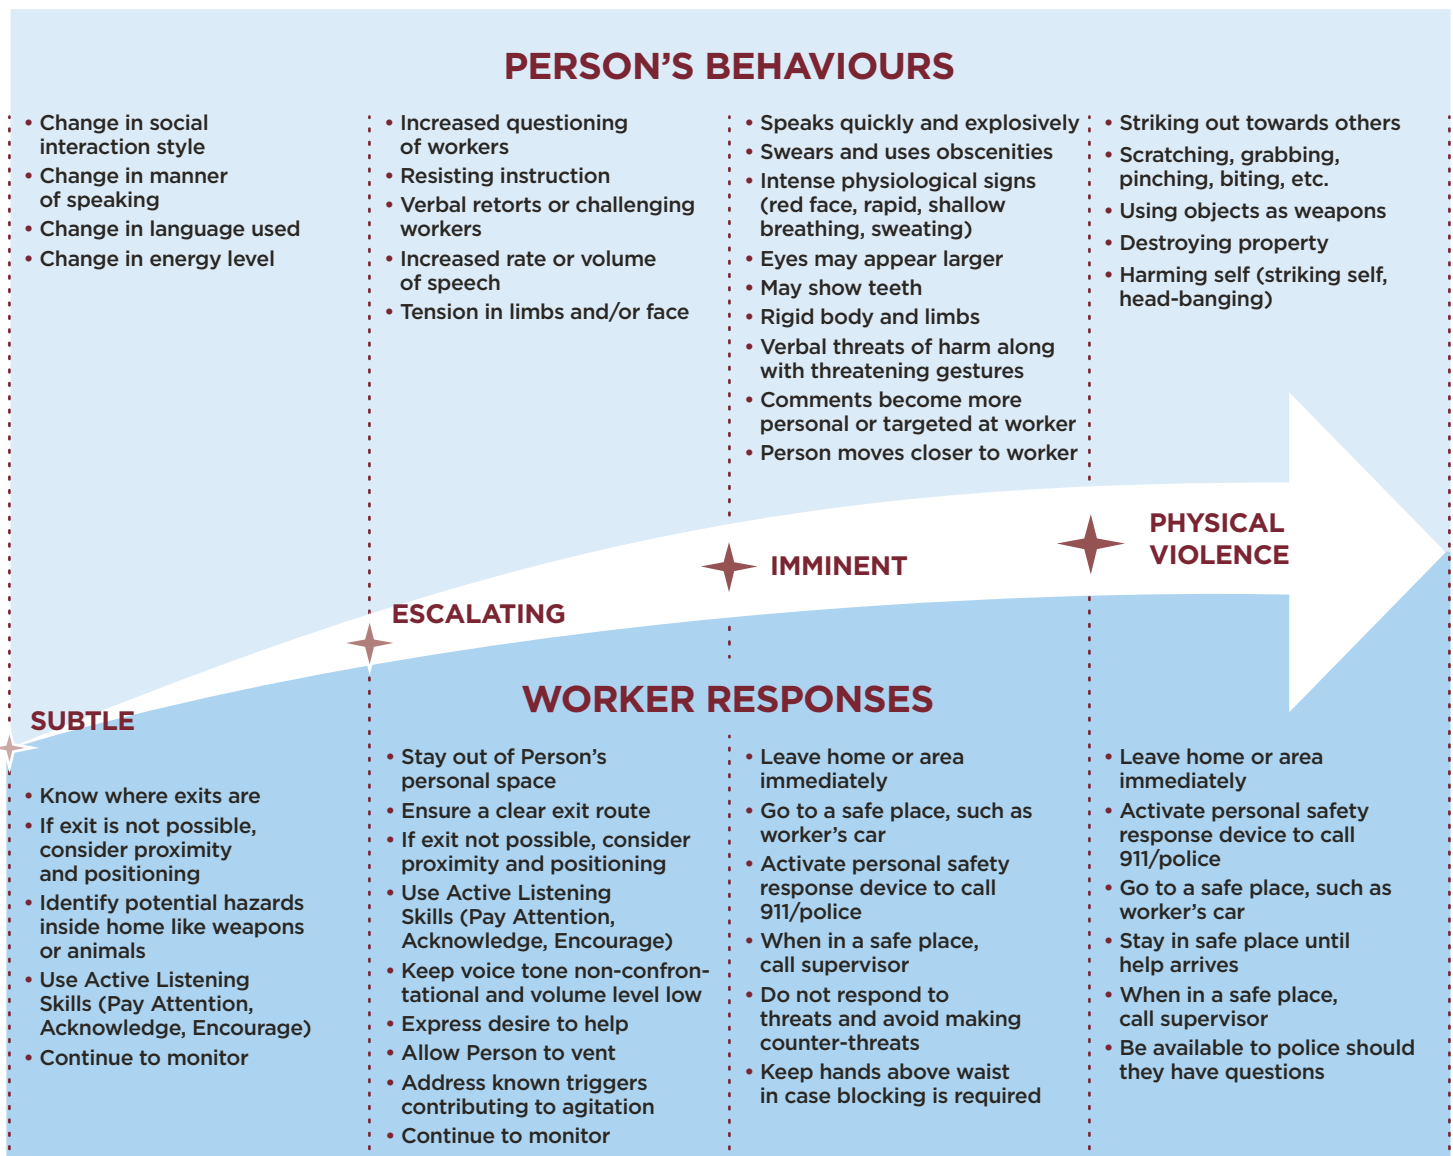 PERSON'S BEHAVIOURS
• Change in social
interaction style
• Change in manner
of speaking
• Change in language used
• Change in energy level
• Increased questioning
of workers
• Resisting instruction
• Verbal retorts or challenging
workers
• Increased rate or volume
of speech
• Tension in limbs and/or face
• Speaks quickly and explosively
• Swears and uses obscenities
• Intense physiological signs
(red face, rapid, shallow
breathing, sweating)
• Eyes may appear larger
• May show teeth
• Rigid body and limbs
• Verbal threats of harm along
with threatening gestures
• Comments become more
personal or targeted at worker
• Person moves closer to worker
• Striking out towards others
• Scratching, grabbing,
pinching, biting, etc.
• Using objects as weapons
• Destroying property
• Harming self (striking self,
head-banging)
SUBTLE
ESCALATING
IMMINENT
PHYSICAL
VIOLENCE
WORKER RESPONSES
• Know where exits are
• If exit is not possible,
consider proximity
and positioning
• Identify potential hazards
inside home like weapons
or animals
• Use Active Listening
Skills (Pay Attention,
Acknowledge, Encourage)
• Continue to monitor
• Stay out of Person's
personal space
• Ensure a clear exit route
• If exit not possible, consider
proximity and positioning
• Use Active Listening
Skills (Pay Attention,
Acknowledge, Encourage)
• Keep voice tone non-confron-
tational and volume level low
• Express desire to help
• Allow Person to vent
• Address known triggers
contributing to agitation
• Continue to monitor
• Leave home or area
immediately
• Go to a safe place, such as
worker's car
• Activate personal safety
response device to call
911/police
• When in a safe place,
call supervisor
• Do not respond to
threats and avoid making
counter-threats
• Keep hands above waist
in case blocking is required
• Leave home or area
immediately
• Activate personal safety
response device to call
911/police
• Go to a safe place, such as
worker's car
• Stay in safe place until
help arrives
• When in a safe place,
call supervisor
• Be available to police should
they have questions